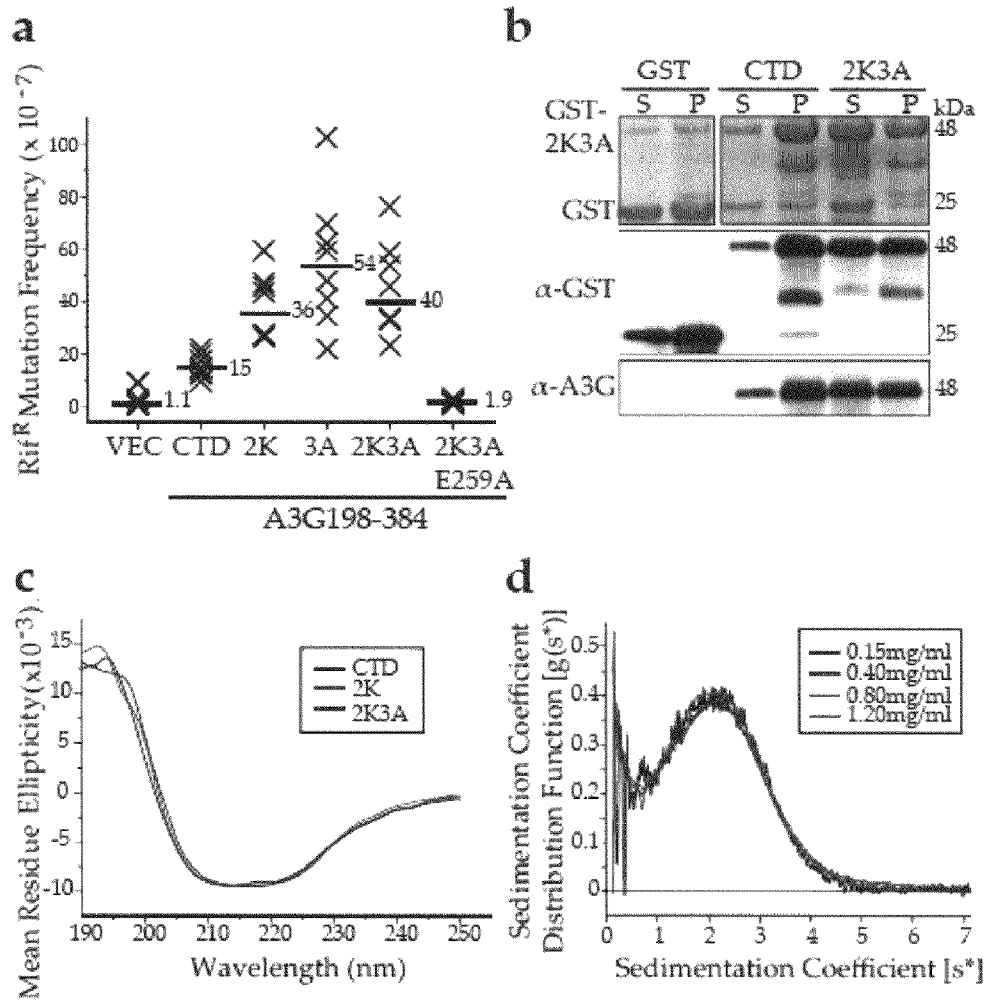 a
Rif^R Mutation Frequency (x 10^-7)
100
80
60
40
20
0
1.1
15
36
54
40
1.9
VEC CTD 2K 3A 2K3A 2K3A
E259A
A3G198-384
b
GST CTD 2K3A
S P S P S P kDa
GST-
2K3A
GST
48
25
α-GST
48
25
α-A3G
48
c
Mean Residue Ellipticity (x10^-3)
15
10
5
0
-5
-10
CTD
2K
2K3A
190 200 210 220 230 240 250
Wavelength (nm)
d
Sedimentation Coefficient
Distribution Function [g(s*)]
0.5
0.4
0.3
0.2
0.1
0
0.15mg/ml
0.40mg/ml
0.80mg/ml
1.20mg/ml
0 1 2 3 4 5 6 7
Sedimentation Coefficient [s*]